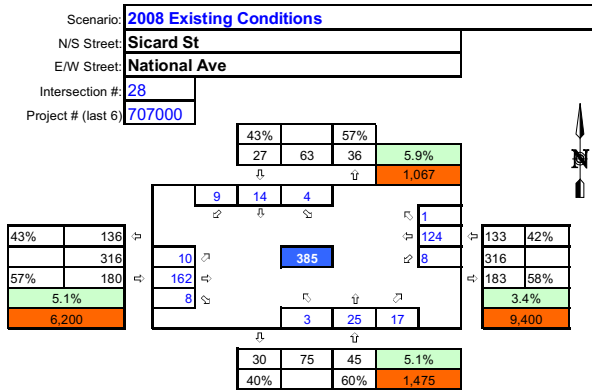 Scenario: 2008 Existing Conditions
N/S Street: Sicard St
E/W Street: National Ave
Intersection #: 28
Project # (last 6) 707000
43% 57%
27 63 36 5.9%
1,067
N
9 14 4
1
43% 136 124 133 42%
316 10 385 8 316
57% 180 162 183 58%
5.1% 8 3.4%
6,200 3 25 17 9,400
30 75 45 5.1%
40% 60% 1,475